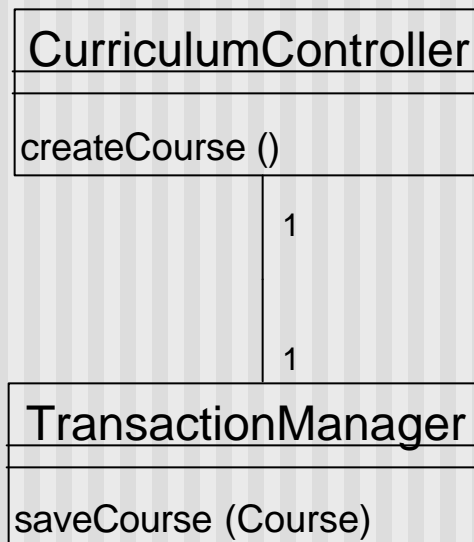 CurriculumController
createCourse ()
1
1
TransactionManager
saveCourse (Course)